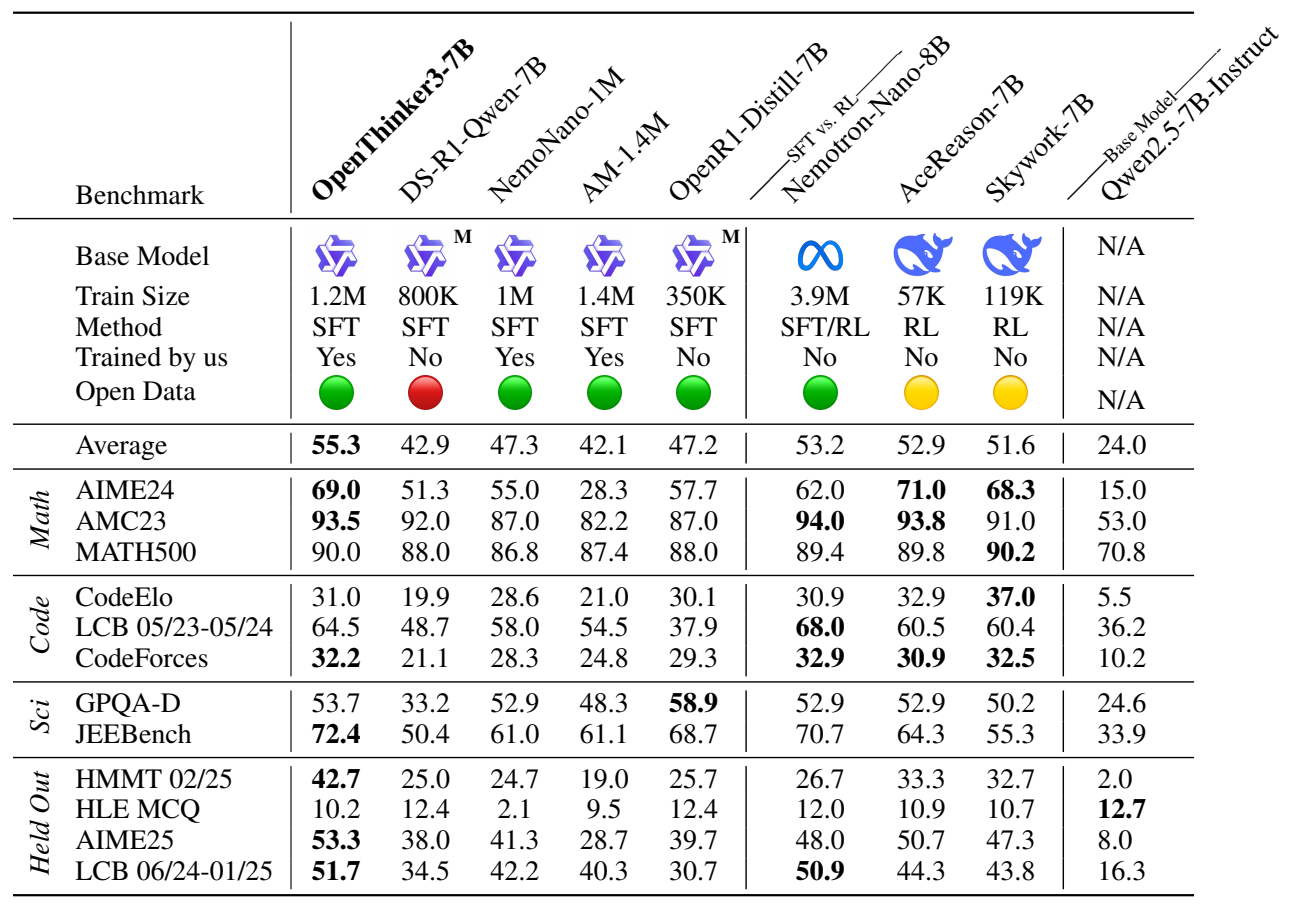 Benchmark OpenThinker3-7B DS-R1-Qwen-7B NemoNano-1M AM-1.4M OpenR1-Distill-7B SFT vs. RL Nemotron-Nano-8B AceReason-7B Skywork-7B Base Model Qwen2.5-7B-Instruct
Base Model M M N/A
Train Size 1.2M 800K 1M 1.4M 350K 3.9M 57K 119K N/A
Method SFT SFT SFT SFT SFT SFT/RL RL RL N/A
Trained by us Yes No Yes Yes No No No No N/A
Open Data N/A
Average 55.3 42.9 47.3 42.1 47.2 53.2 52.9 51.6 24.0
Math
AIME24 69.0 51.3 55.0 28.3 57.7 62.0 71.0 68.3 15.0
AMC23 93.5 92.0 87.0 82.2 87.0 94.0 93.8 91.0 53.0
MATH500 90.0 88.0 86.8 87.4 88.0 89.4 89.8 90.2 70.8
Code
CodeElo 31.0 19.9 28.6 21.0 30.1 30.9 32.9 37.0 5.5
LCB 05/23-05/24 64.5 48.7 58.0 54.5 37.9 68.0 60.5 60.4 36.2
CodeForces 32.2 21.1 28.3 24.8 29.3 32.9 30.9 32.5 10.2
Sci
GPQA-D 53.7 33.2 52.9 48.3 58.9 52.9 52.9 50.2 24.6
JEEBench 72.4 50.4 61.0 61.1 68.7 70.7 64.3 55.3 33.9
Held Out
HMMT 02/25 42.7 25.0 24.7 19.0 25.7 26.7 33.3 32.7 2.0
HLE MCQ 10.2 12.4 2.1 9.5 12.4 12.0 10.9 10.7 12.7
AIME25 53.3 38.0 41.3 28.7 39.7 48.0 50.7 47.3 8.0
LCB 06/24-01/25 51.7 34.5 42.2 40.3 30.7 50.9 44.3 43.8 16.3